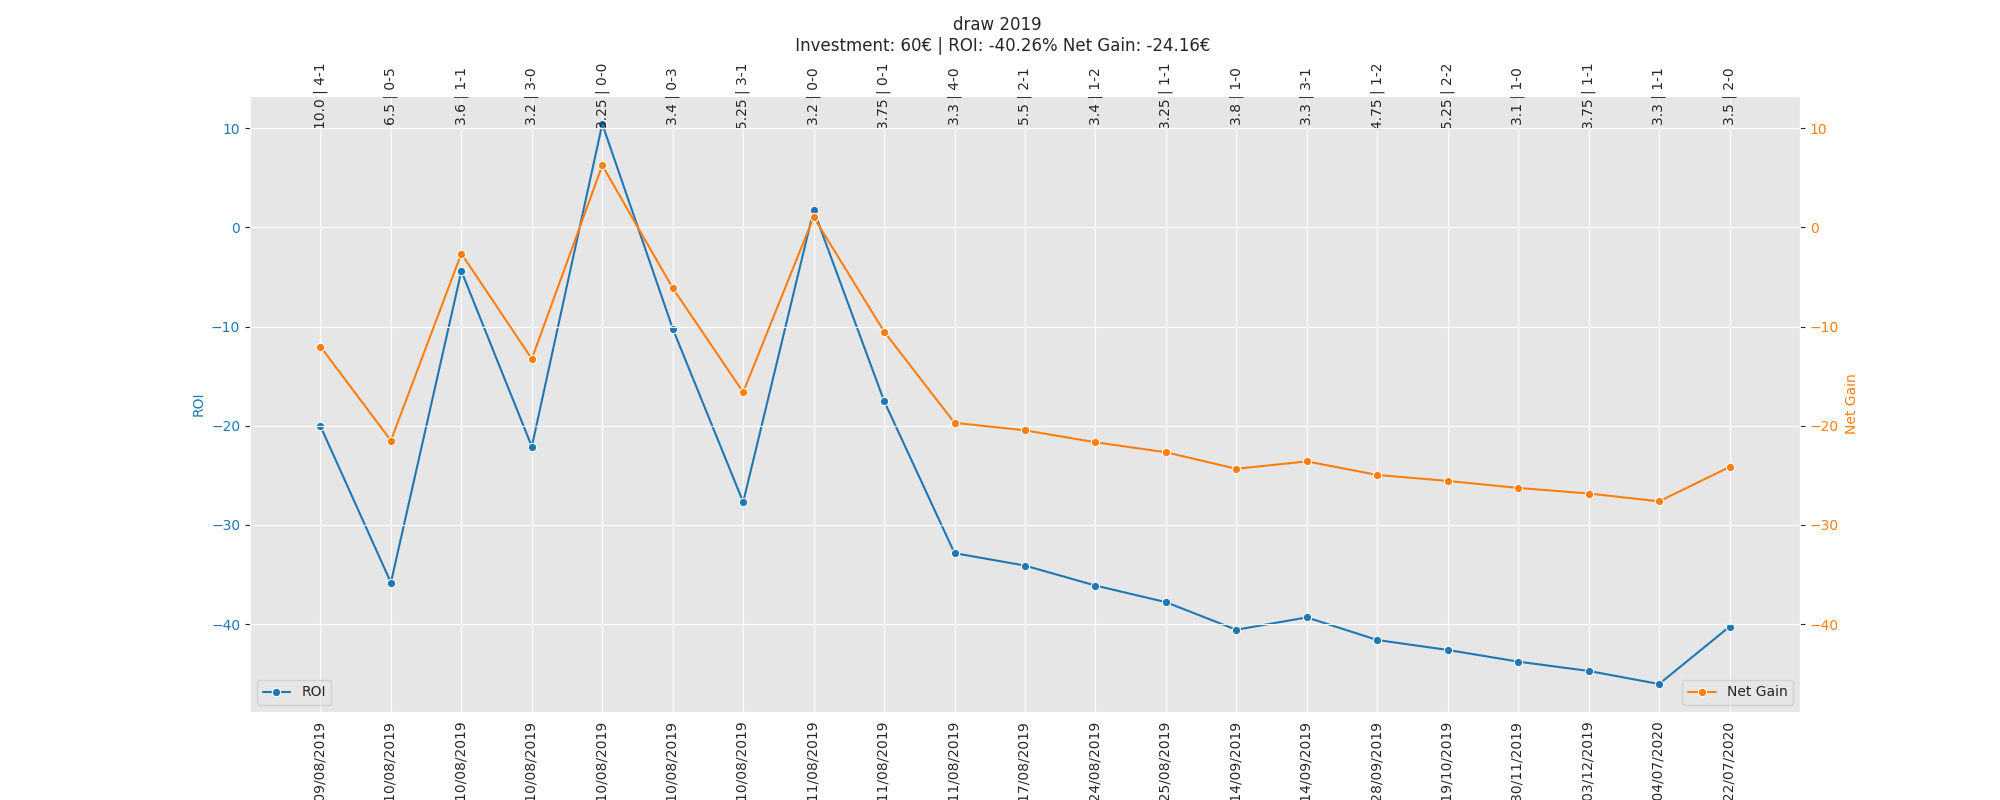 draw 2019
Investment: 60€ | ROI: -40.26% Net Gain: -24.16€
10.0 | 4-1
6.5 | 0-5
3.6 | 1-1
3.2 | 3-0
3.25 | 0-0
3.4 | 0-3
5.25 | 3-1
3.2 | 0-0
3.75 | 0-1
3.3 | 4-0
5.5 | 2-1
3.4 | 1-2
3.25 | 1-1
3.8 | 1-0
3.3 | 3-1
4.75 | 1-2
5.25 | 2-2
3.1 | 1-0
3.75 | 1-1
3.3 | 1-1
3.5 | 2-0
10
0
−10
−20
−30
−40
ROI
10
0
−10
−20
−30
−40
Net Gain
ROI
Net Gain
09/08/2019
10/08/2019
10/08/2019
10/08/2019
10/08/2019
10/08/2019
10/08/2019
11/08/2019
11/08/2019
11/08/2019
17/08/2019
24/08/2019
25/08/2019
14/09/2019
14/09/2019
28/09/2019
19/10/2019
30/11/2019
03/12/2019
04/07/2020
22/07/2020